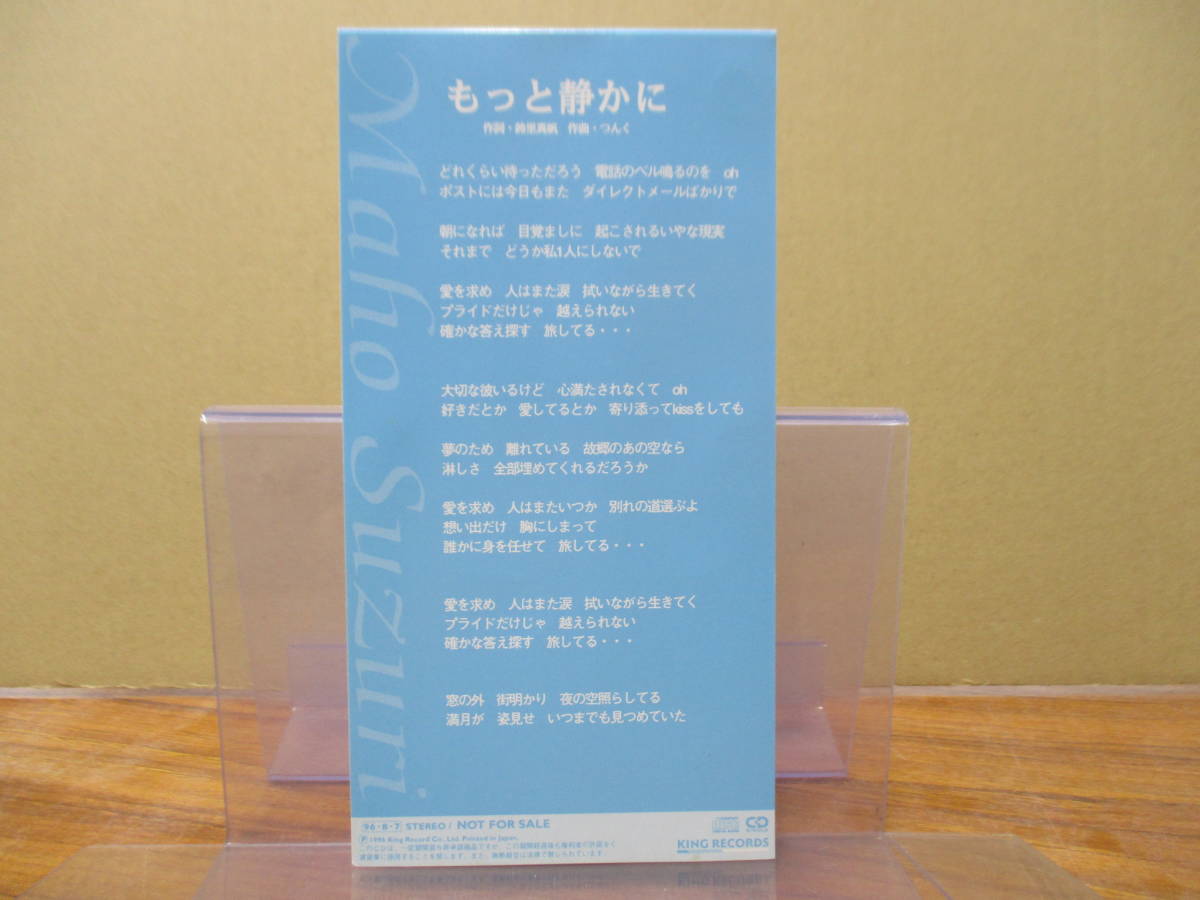 Maho Suzuri
もっと静かに
作詞・鈴里真帆　作曲・つんく
どれくらい待っただろう　電話のベル鳴るのを　oh
ポストには今日もまた　ダイレクトメールばかりで
朝になれば　目覚ましに　起こされるいやな現実
それまで　どうか私1人にしないで
愛を求め　人はまた涙　拭いながら生きてく
プライドだけじゃ　越えられない
確かな答え探す　旅してる・・・
大切な彼いるけど　心満たされなくて　oh
好きだとか　愛してるとか　寄り添ってkissをしても
夢のため　離れている　故郷のあの空なら
淋しさ　全部埋めてくれるだろうか
愛を求め　人はまたいつか　別れの道選ぶよ
想い出だけ　胸にしまって
誰かに身を任せて　旅してる・・・
愛を求め　人はまた涙　拭いながら生きてく
プライドだけじゃ　越えられない
確かな答え探す　旅してる・・・
窓の外　街明かり　夜の空照らしてる
満月が　姿見せ　いつまでも見つめていた
96・8・7 STEREO / NOT FOR SALE
Ⓟ 1996 King Record Co., Ltd. Printed in Japan.
KING RECORDS